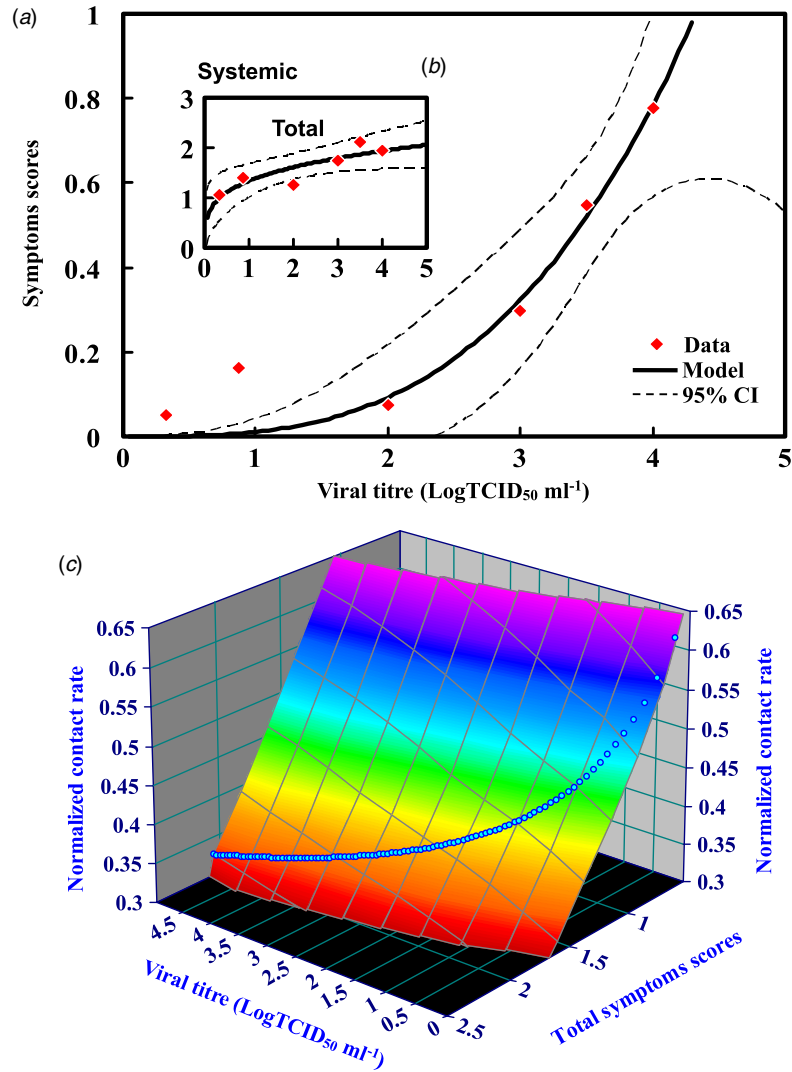 (a)
1
0.8
0.6
0.4
0.2
0
Symptoms scores
0 1 2 3 4 5
Viral titre (LogTCID50 ml-1)
Systemic
(b)
Total
3
2
1
0
0 1 2 3 4 5
Data
Model
95% CI
(c)
Normalized contact rate
0.65
0.6
0.55
0.5
0.45
0.4
0.35
0.3
4.5
4
3.5
3
2.5
2
1.5
1
0.5
0
Viral titre (LogTCID50 ml-1)
2.5
2
1.5
1
Total symptoms scores
0.65
0.6
0.55
0.5
0.45
0.4
0.35
0.3
Normalized contact rate